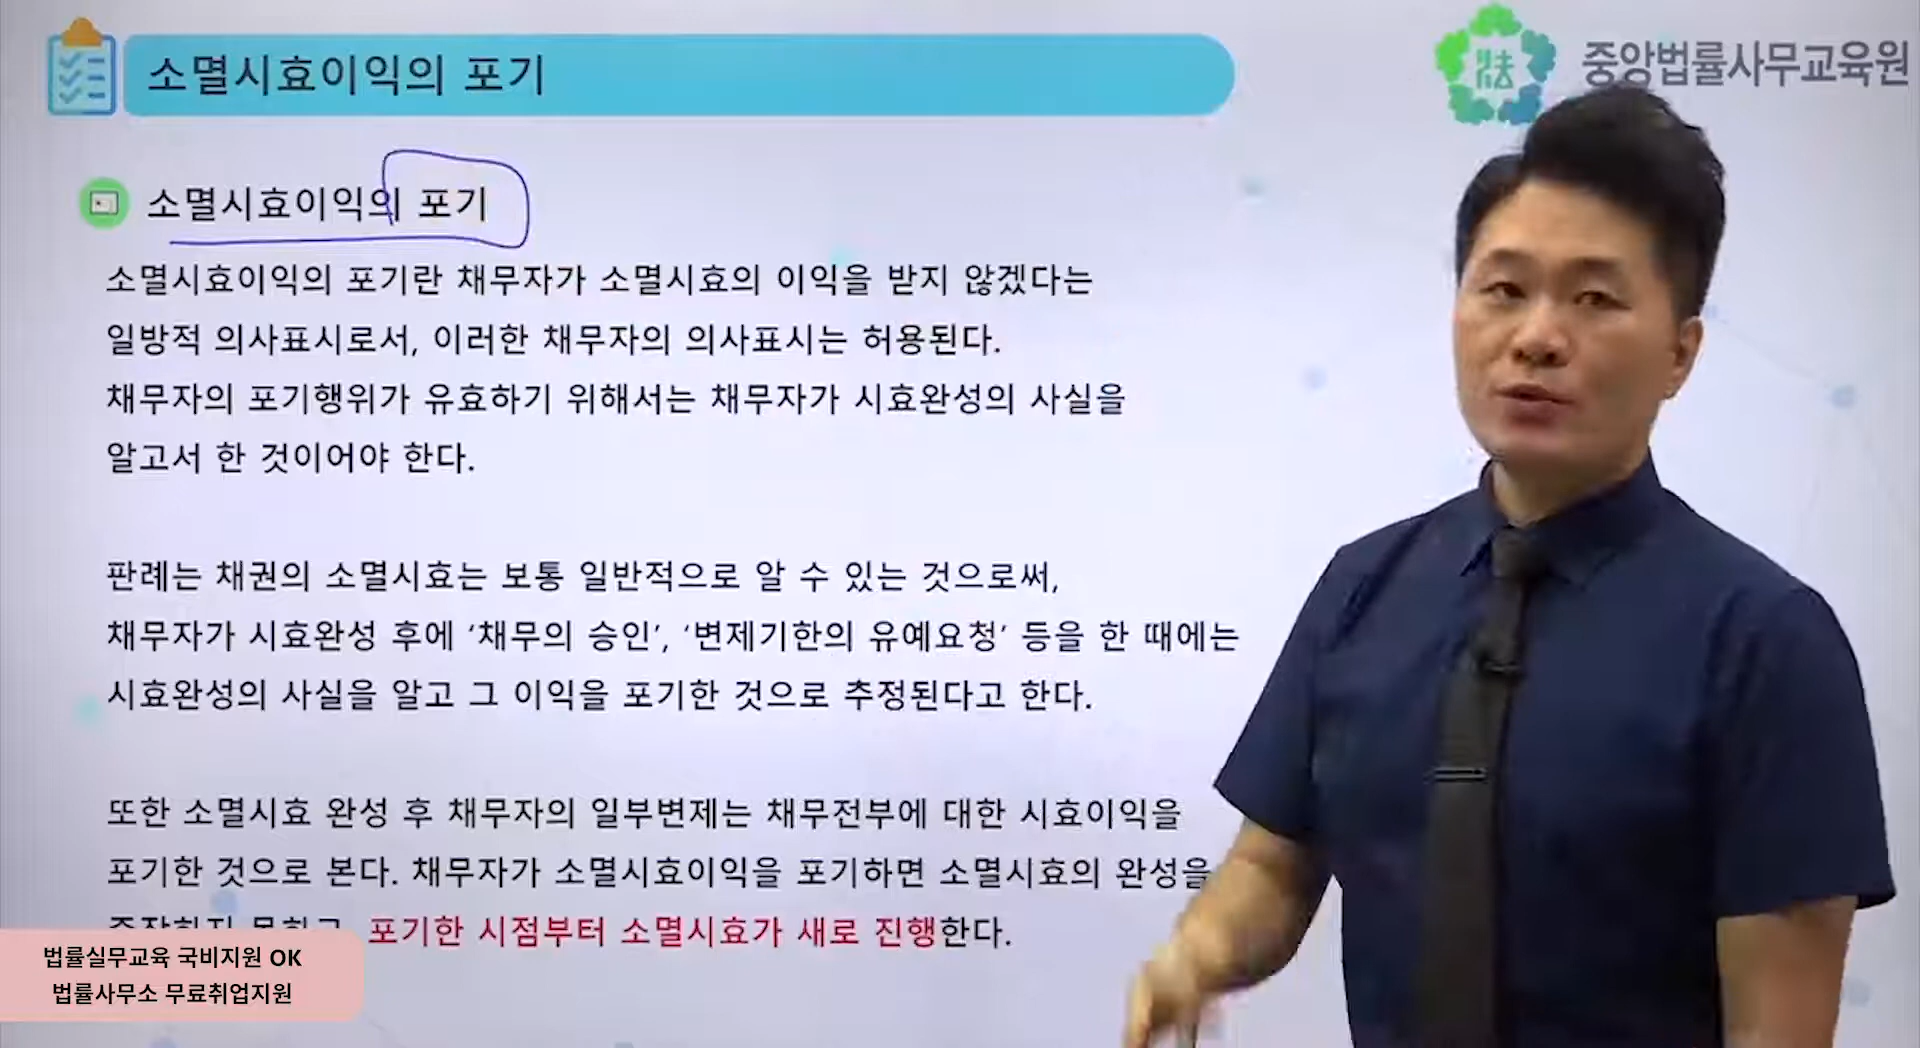 소멸시효이익의 포기
중앙법률사무교육원
소멸시효이익의 포기
소멸시효이익의 포기란 채무자가 소멸시효의 이익을 받지 않겠다는
일방적 의사표시로서, 이러한 채무자의 의사표시는 허용된다.
채무자의 포기행위가 유효하기 위해서는 채무자가 시효완성의 사실을
알고서 한 것이어야 한다.
판례는 채권의 소멸시효는 보통 일반적으로 알 수 있는 것으로써,
채무자가 시효완성 후에 ‘채무의 승인’, ‘변제기한의 유예요청’ 등을 한 때에는
시효완성의 사실을 알고 그 이익을 포기한 것으로 추정된다고 한다.
또한 소멸시효 완성 후 채무자의 일부변제는 채무전부에 대한 시효이익을
포기한 것으로 본다. 채무자가 소멸시효이익을 포기하면 소멸시효의 완성을
포기한 시점부터 소멸시효가 새로 진행한다.
법률실무교육 국비지원 OK
법률사무소 무료취업지원